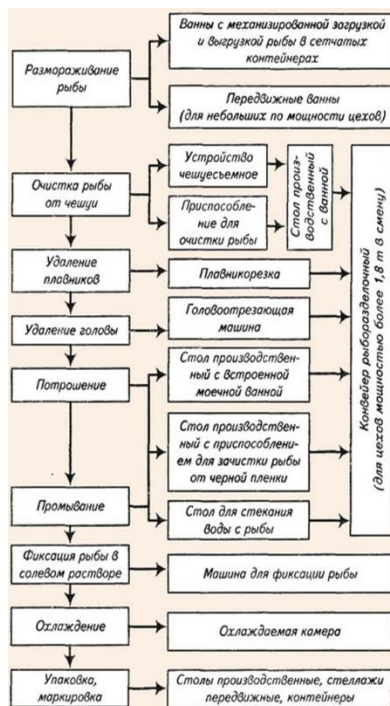 Размораживание
рыбы
Ванны с механизированной загрузкой
и выгрузкой рыбы в сетчатых
контейнерах
Передвижные ванны
(для небольших по мощности цехов)
Очистка рыбы
от чешуи
Устройство
чешуесъемное
Приспособле-
ние для
очистки рыбы
Стол произ-
водственный
с ванной
Удаление
плавников
Плавникорезка
Удаление головы
Головоотрезающая
машина
Потрошение
Стол производствен-
ный с встроенной
моечной ванной
Стол производствен-
ный с приспособлени-
ем для зачистки рыбы
от черной пленки
Промывание
Стол для стекания
воды с рыбы
Конвейер рыборазделочный
(для цехов мощностью более 1,8 т в смену)
Фиксация рыбы в
солевом растворе
Машина для фиксации рыбы
Охлаждение
Охлаждаемая камера
Упаковка,
маркировка
Столы производственные, стеллажи
передвижные, контейнеры